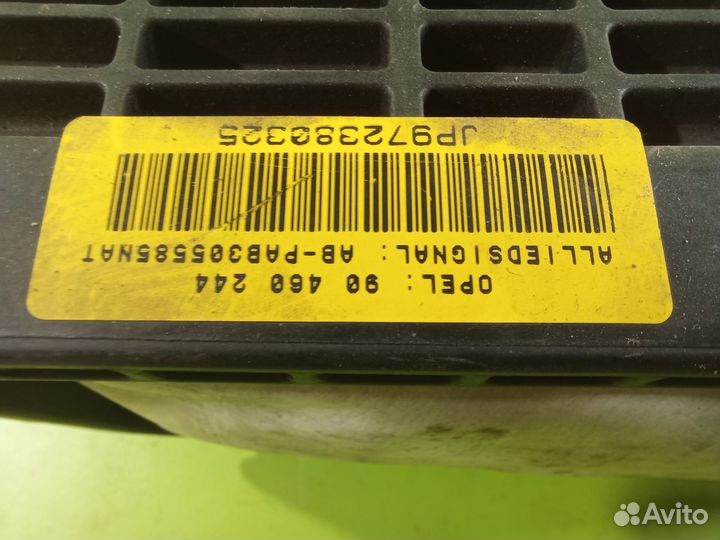 OPEL: 90 460 244
ALLIEDSIGNAL: AB-PAB305585NAT
JP972380325
Avito